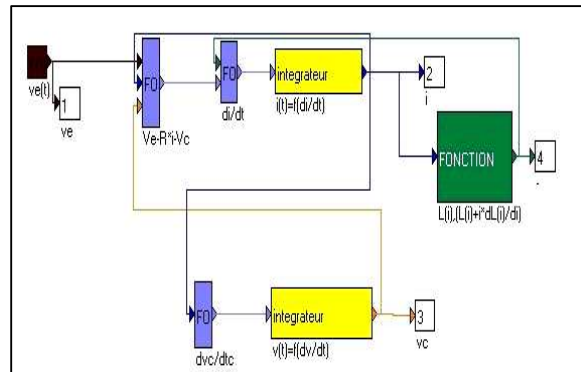 FO
FO
integrateur
2
ve(t)
1
ve
di/dt
i(t)=f(di/dt)
i
Ve-R*i-Vc
FONCTION
4
-
L(i),(L(i)+i*dL(i)/di)
FO
integrateur
3
dvc/dtc
v(t)=f(dv/dt)
vc